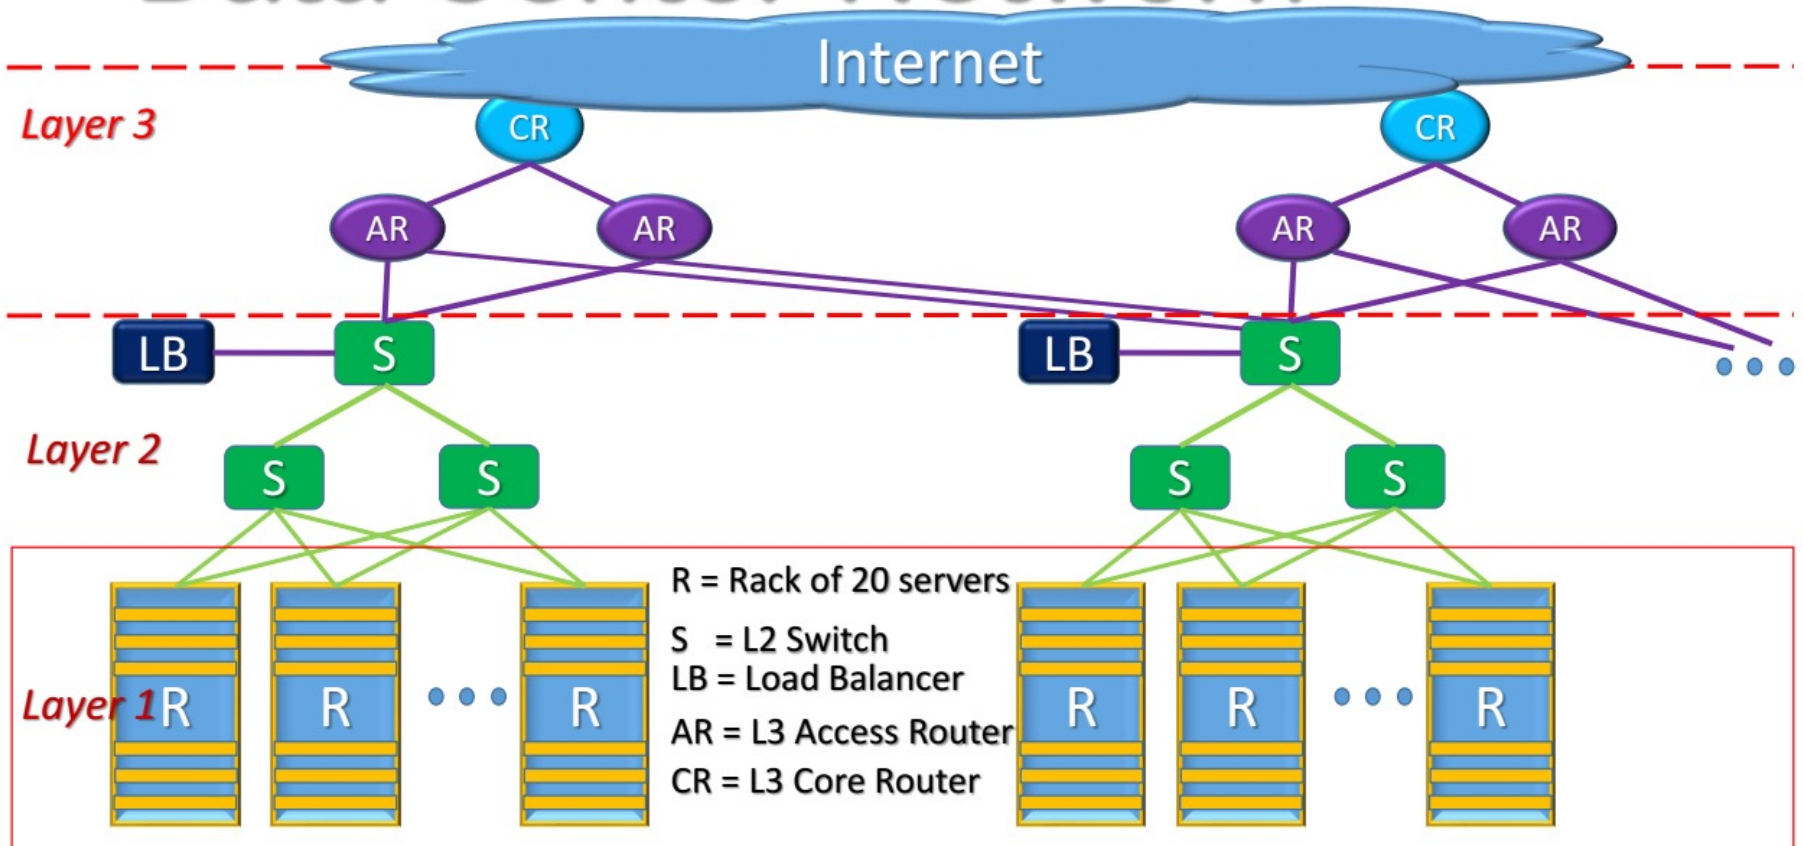 Internet
Layer 3
CR
CR
AR
AR
AR
AR
LB
S
LB
S
Layer 2
S
S
S
S
R = Rack of 20 servers
S = L2 Switch
LB = Load Balancer
Layer 1
R
R
R
AR = L3 Access Router
R
R
R
CR = L3 Core Router